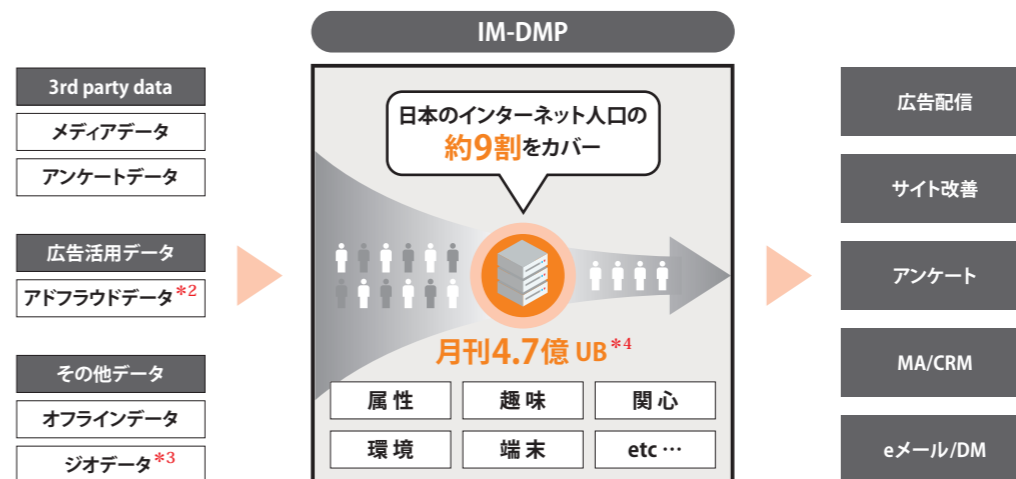 IM-DMP
3rd party data
メディアデータ
アンケートデータ
広告活用データ
アドフラウドデータ*2
その他データ
オフラインデータ
ジオデータ*3
日本のインターネット人口の
約9割をカバー
月刊4.7億 UB*4
属性
趣味
関心
環境
端末
etc…
広告配信
サイト改善
アンケート
MA/CRM
eメール/DM